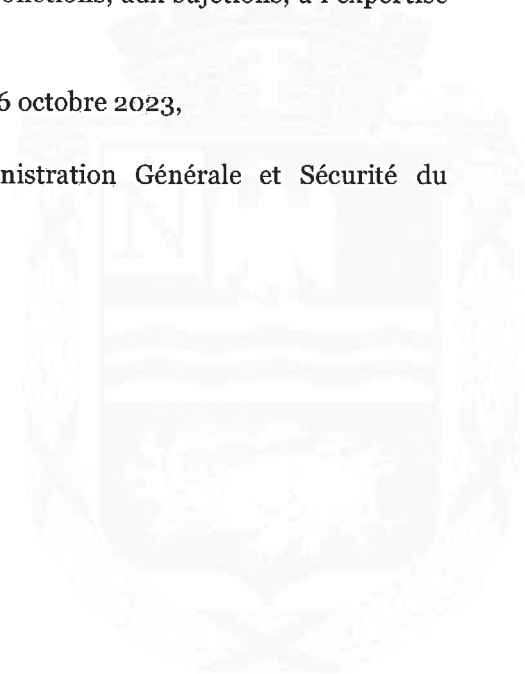 onctions, aux sujétions, à l'expertise
6 octobre 2023,
nistration Générale et Sécurité du
N